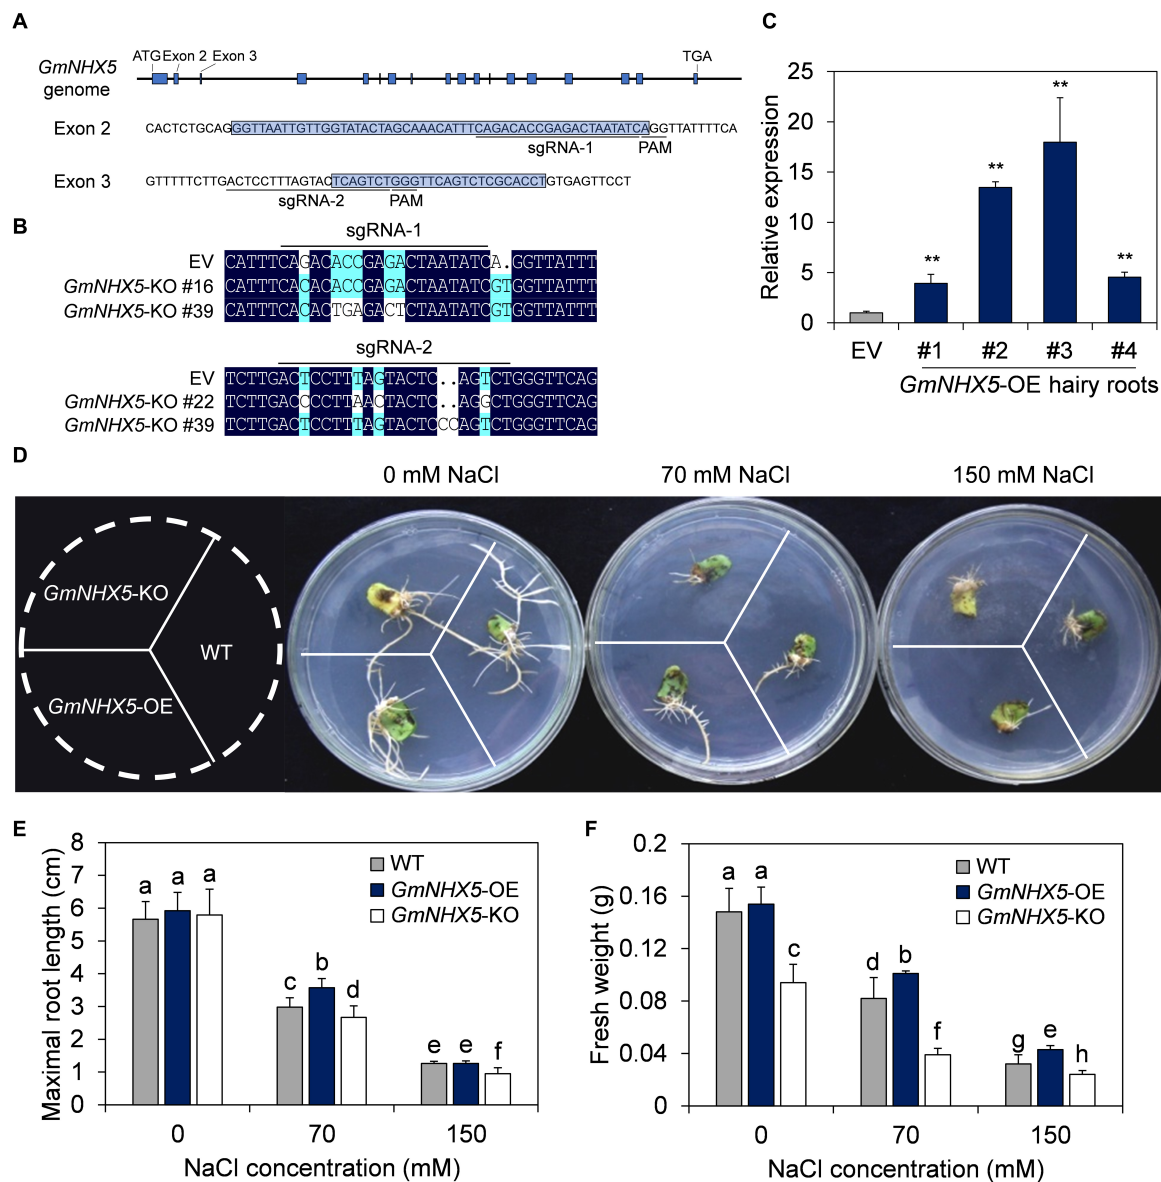 A
ATG Exon 2 Exon 3 TGA
GmNHX5 genome
Exon 2 CACTCTGCAGGGTTAATTGTTGGTATACTAGCAAACATTTCAGACACCGAGACTAATATCAGGTTATTTTCA
sgRNA-1 PAM
Exon 3 GTTTTTCTTGACTCCTTTAGTACTCAGTCTGGGTTCAGTCTCGCACCTGTGAGTTCCT
sgRNA-2 PAM
B
sgRNA-1
EV CATTTCAGACACCGAGACTAATATCA.GGTTATTT
GmNHX5-KO #16 CATTTCACACACCGAGACTAATATCGTGGTTATTT
GmNHX5-KO #39 CATTTCACACTGAGACTCTAATATCGTGGTTATTT
sgRNA-2
EV TCTTGACTCCTTTAGTACTC..AGTCTGGGTTCAG
GmNHX5-KO #22 TCTTGACCCCTTAACTACTC..AGGCTGGGTTCAG
GmNHX5-KO #39 TCTTGACTCCTTTAGTACTCCCAGTCTGGGTTCAG
C
Relative expression
25
20
15
10
5
0
** ** ** **
EV #1 #2 #3 #4
GmNHX5-OE hairy roots
D
0 mM NaCl 70 mM NaCl 150 mM NaCl
GmNHX5-KO
WT
GmNHX5-OE
E
Maximal root length (cm)
8
7
6
5
4
3
2
1
0
WT
GmNHX5-OE
GmNHX5-KO
a a a c b d e e f
0 70 150
NaCl concentration (mM)
F
Fresh weight (g)
0.2
0.16
0.12
0.08
0.04
0
WT
GmNHX5-OE
GmNHX5-KO
a a c d b f g e h
0 70 150
NaCl concentration (mM)